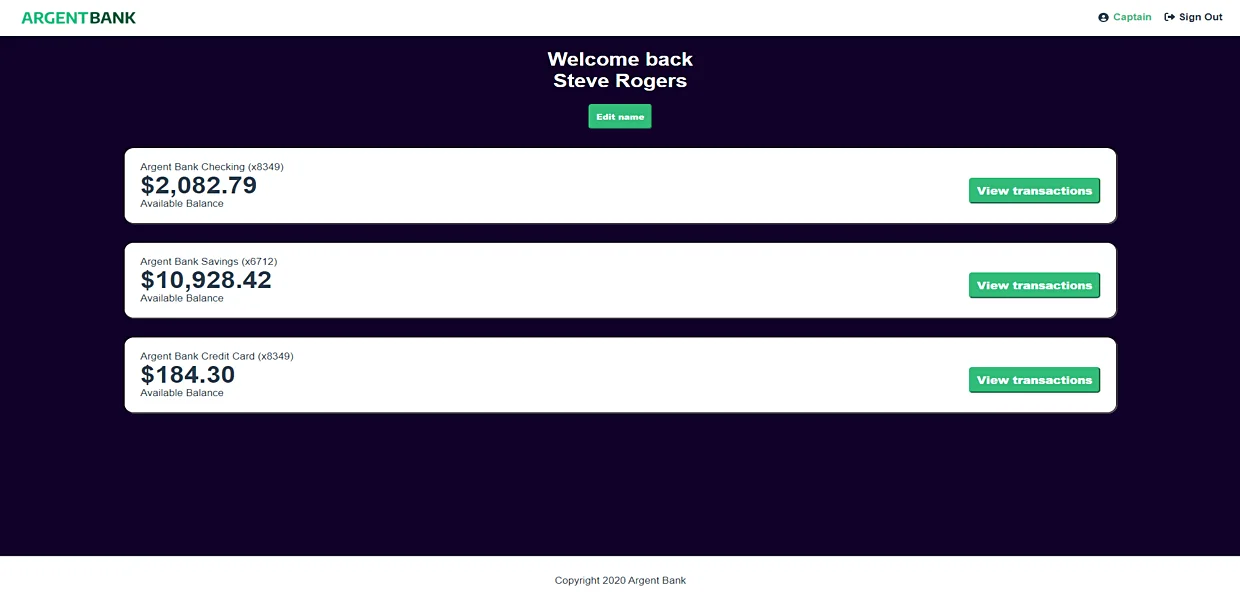 ARGENTBANK
Captain Sign Out
Welcome back
Steve Rogers
Edit name
Argent Bank Checking (x8349)
$2,082.79
Available Balance
View transactions
Argent Bank Savings (x6712)
$10,928.42
Available Balance
View transactions
Argent Bank Credit Card (x8349)
$184.30
Available Balance
View transactions
Copyright 2020 Argent Bank